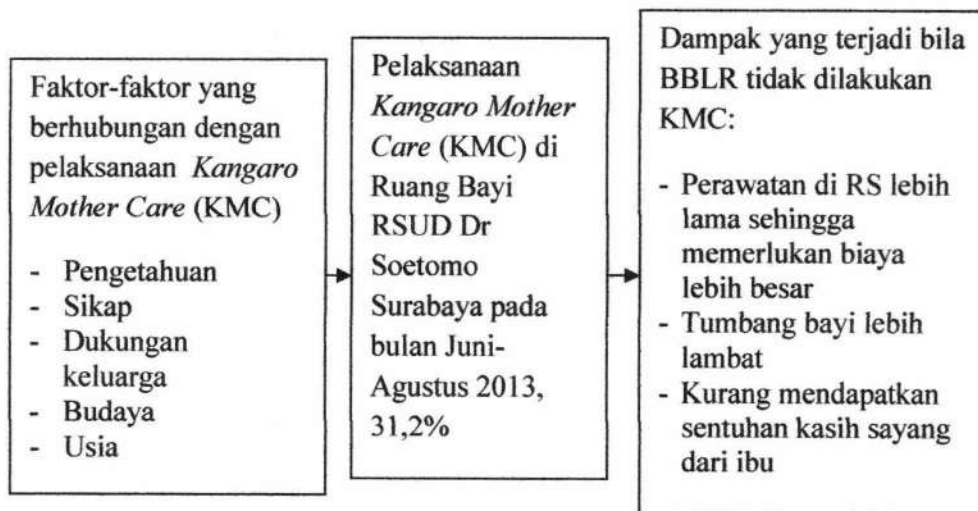 Faktor-faktor yang
berhubungan dengan
pelaksanaan Kangaro
Mother Care (KMC)
- Pengetahuan
- Sikap
- Dukungan
keluarga
- Budaya
- Usia
Pelaksanaan
Kangaro Mother
Care (KMC) di
Ruang Bayi
RSUD Dr
Soetomo
Surabaya pada
bulan Juni-
Agustus 2013,
31,2%
Dampak yang terjadi bila
BBLR tidak dilakukan
KMC:
- Perawatan di RS lebih
lama sehingga
memerlukan biaya
lebih besar
- Tumbang bayi lebih
lambat
- Kurang mendapatkan
sentuhan kasih sayang
dari ibu